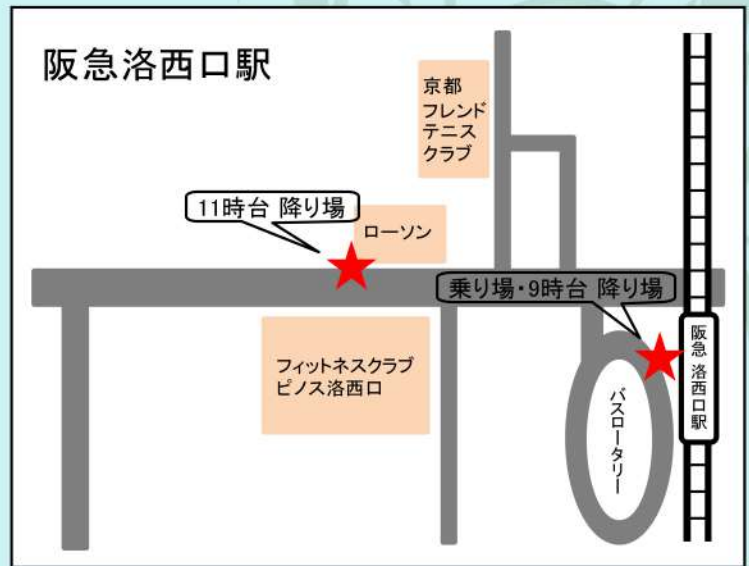 阪急洛西口駅
京都
フレンド
テニス
クラブ
11時台 降り場
ローソン
乗り場・9時台 降り場
フィットネスクラブ
ピノス洛西口
バスロータリー
阪急 洛西口駅